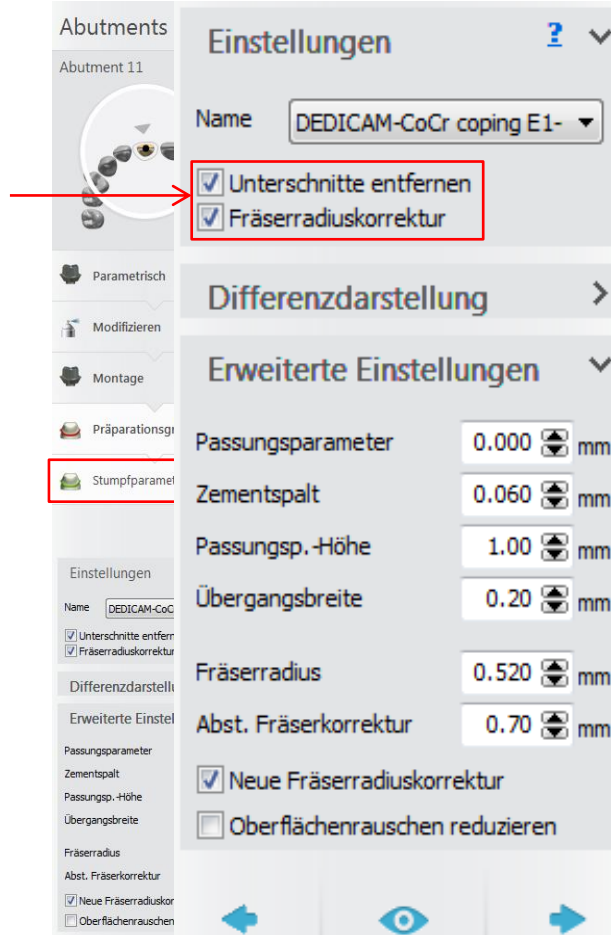 Abutments
Abutment 11
Parametrisch
Modifizieren
Montage
Präparationsgr
Stumpfparamet
Einstellungen
Name DEDICAM-CoC
Unterschnitte entfern
Fräserradiuskorrektur
Differenzdarstellu
Erweiterte Einstel
Passungsparameter
Zementspalt
Passungsp.-Höhe
Übergangsbreite
Fräserradius
Abst. Fräserkorrektur
Neue Fräserradiuskor
Oberflächenrauschen
Einstellungen ?
Name DEDICAM-CoCr coping E1-
Unterschnitte entfernen
Fräserradiuskorrektur
Differenzdarstellung
Erweiterte Einstellungen
Passungsparameter 0.000 mm
Zementspalt 0.060 mm
Passungsp.-Höhe 1.00 mm
Übergangsbreite 0.20 mm
Fräserradius 0.520 mm
Abst. Fräserkorrektur 0.70 mm
Neue Fräserradiuskorrektur
Oberflächenrauschen reduzieren